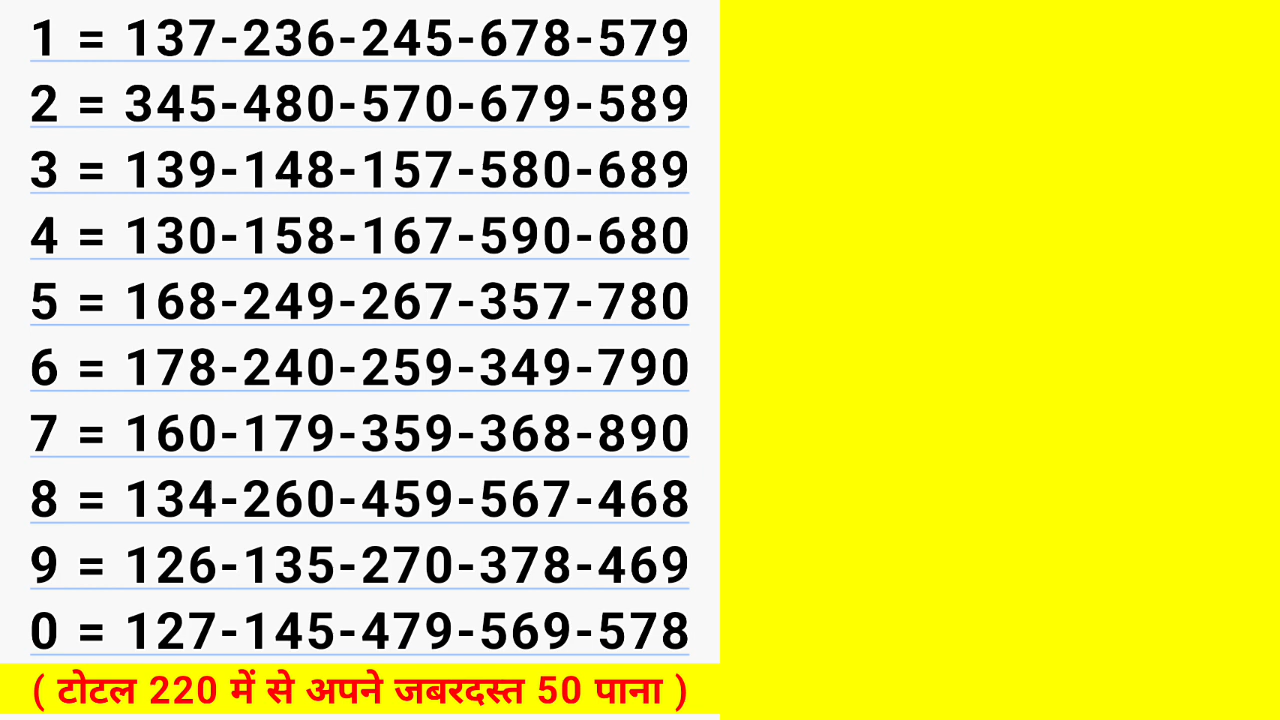 1 = 137-236-245-678-579
2 = 345-480-570-679-589
3 = 139-148-157-580-689
4 = 130-158-167-590-680
5 = 168-249-267-357-780
6 = 178-240-259-349-790
7 = 160-179-359-368-890
8 = 134-260-459-567-468
9 = 126-135-270-378-469
0 = 127-145-479-569-578
( टोटल 220 में से अपने जबरदस्त 50 पाना )